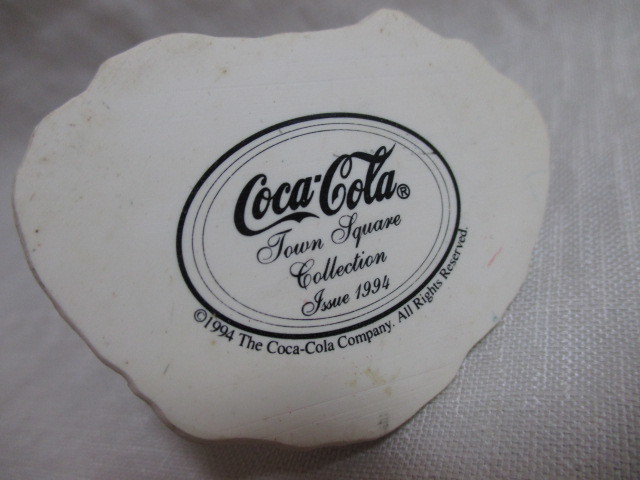 Coca-Cola®
Town Square
Collection
Issue 1994
©1994 The Coca-Cola Company. All Rights Reserved.